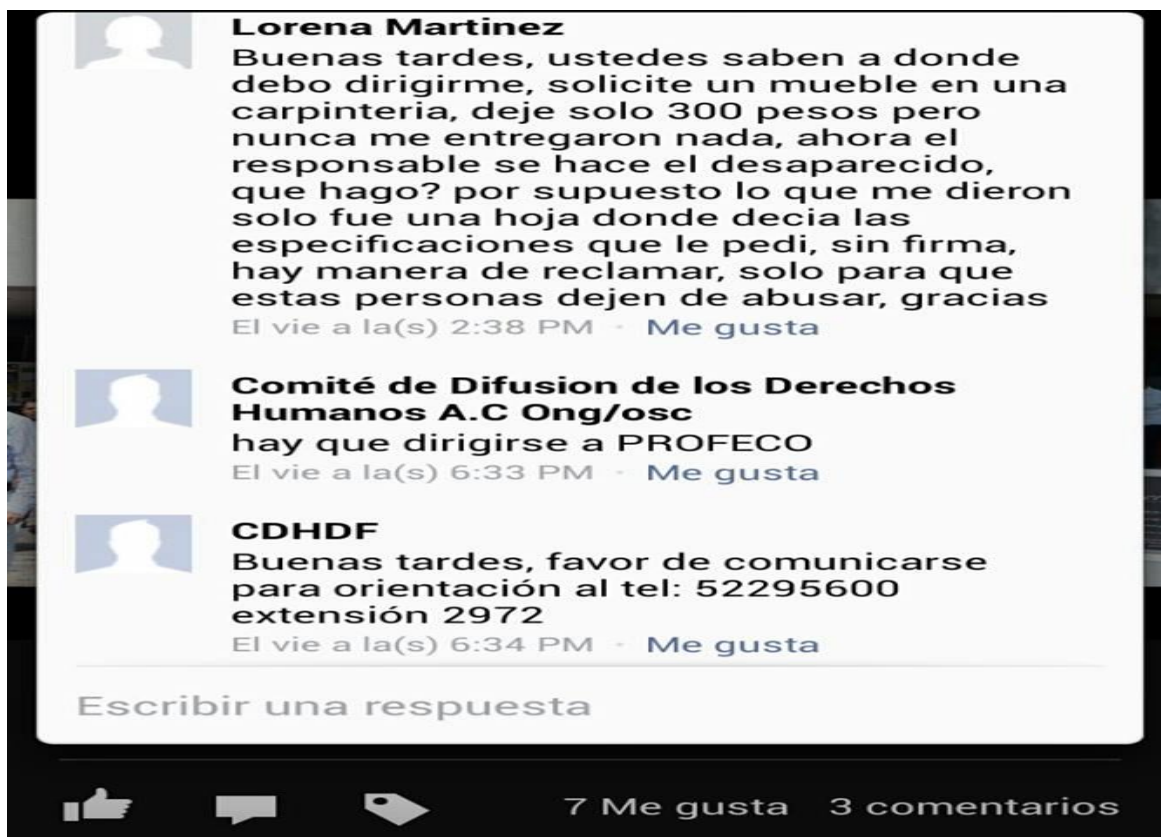 Lorena Martinez
Buenas tardes, ustedes saben a donde
debo dirigirme, solicite un mueble en una
carpinteria, deje solo 300 pesos pero
nunca me entregaron nada, ahora el
responsable se hace el desaparecido,
que hago? por supuesto lo que me dieron
solo fue una hoja donde decia las
especificaciones que le pedi, sin firma,
hay manera de reclamar, solo para que
estas personas dejen de abusar, gracias
El vie a la(s) 2:38 PM · Me gusta
Comité de Difusion de los Derechos
Humanos A.C Ong/osc
hay que dirigirse a PROFECO
El vie a la(s) 6:33 PM · Me gusta
CDHDF
Buenas tardes, favor de comunicarse
para orientación al tel: 52295600
extensión 2972
El vie a la(s) 6:34 PM · Me gusta
Escribir una respuesta
7 Me gusta 3 comentarios